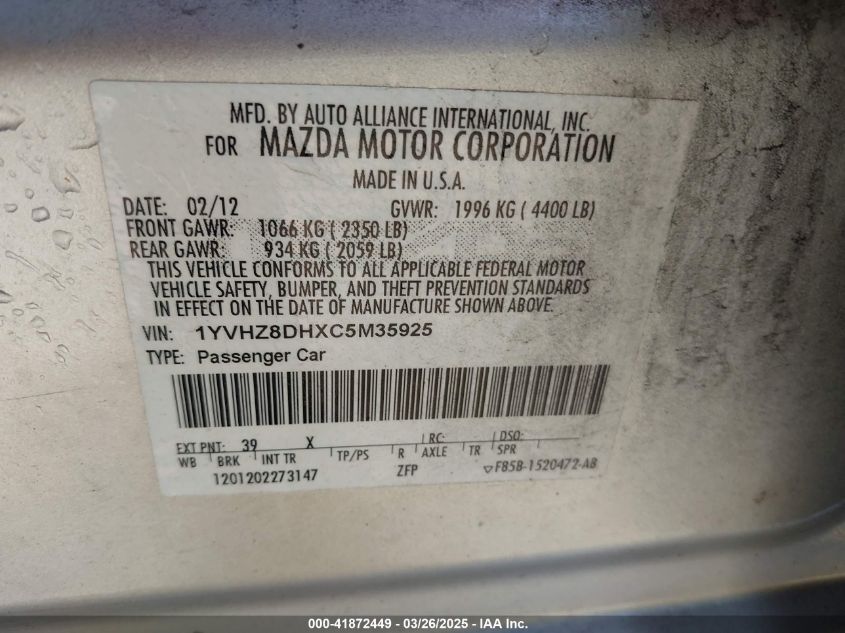 MFD. BY AUTO ALLIANCE INTERNATIONAL, INC.
FOR MAZDA MOTOR CORPORATION
MADE IN U.S.A.
DATE: 02/12 GVWR: 1996 KG ( 4400 LB)
FRONT GAWR: 1066 KG ( 2350 LB)
REAR GAWR: 934 KG ( 2059 LB)
THIS VEHICLE CONFORMS TO ALL APPLICABLE FEDERAL MOTOR
VEHICLE SAFETY, BUMPER, AND THEFT PREVENTION STANDARDS
IN EFFECT ON THE DATE OF MANUFACTURE SHOWN ABOVE.
VIN: 1YVHZ8DHXC5M35925
TYPE: Passenger Car
EXT PNT: 39 X RC: DSO:
WB BRK INT TR TP/PS R AXLE TR SPR
1201202273147 ZFP F85B-1520472-AB
000-41872449 - 03/26/2025 - IAA Inc.